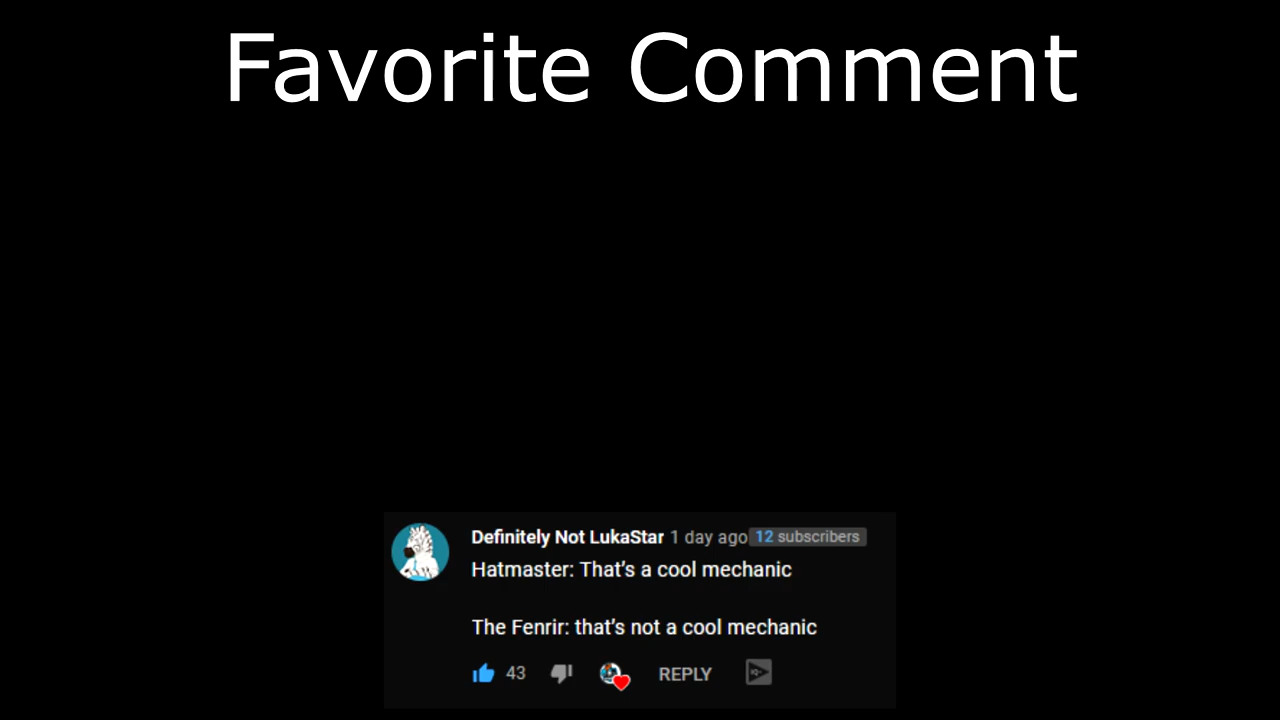 Favorite Comment
Definitely Not LukaStar 1 day ago 12 subscribers
Hatmaster: That's a cool mechanic
The Fenrir: that's not a cool mechanic
43 REPLY